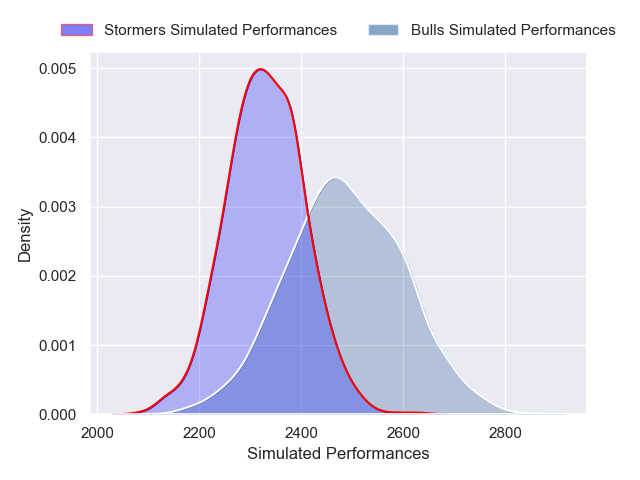 Stormers Simulated Performances
Bulls Simulated Performances
0.005
0.004
0.003
0.002
0.001
0.000
Density
2000
2200
2400
2600
2800
Simulated Performances